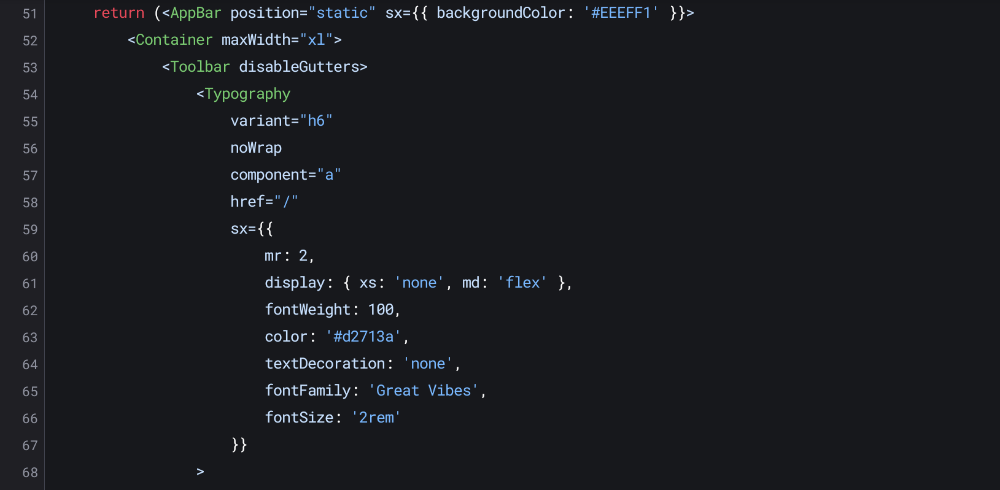 51 return (<AppBar position="static" sx={{ backgroundColor: '#EEEFF1' }}>
52 <Container maxWidth="xl">
53 <Toolbar disableGutters>
54 <Typography
55 variant="h6"
56 noWrap
57 component="a"
58 href="/"
59 sx={{
60 mr: 2,
61 display: { xs: 'none', md: 'flex' },
62 fontWeight: 100,
63 color: '#d2713a',
64 textDecoration: 'none',
65 fontFamily: 'Great Vibes',
66 fontSize: '2rem'
67 }}
68 >